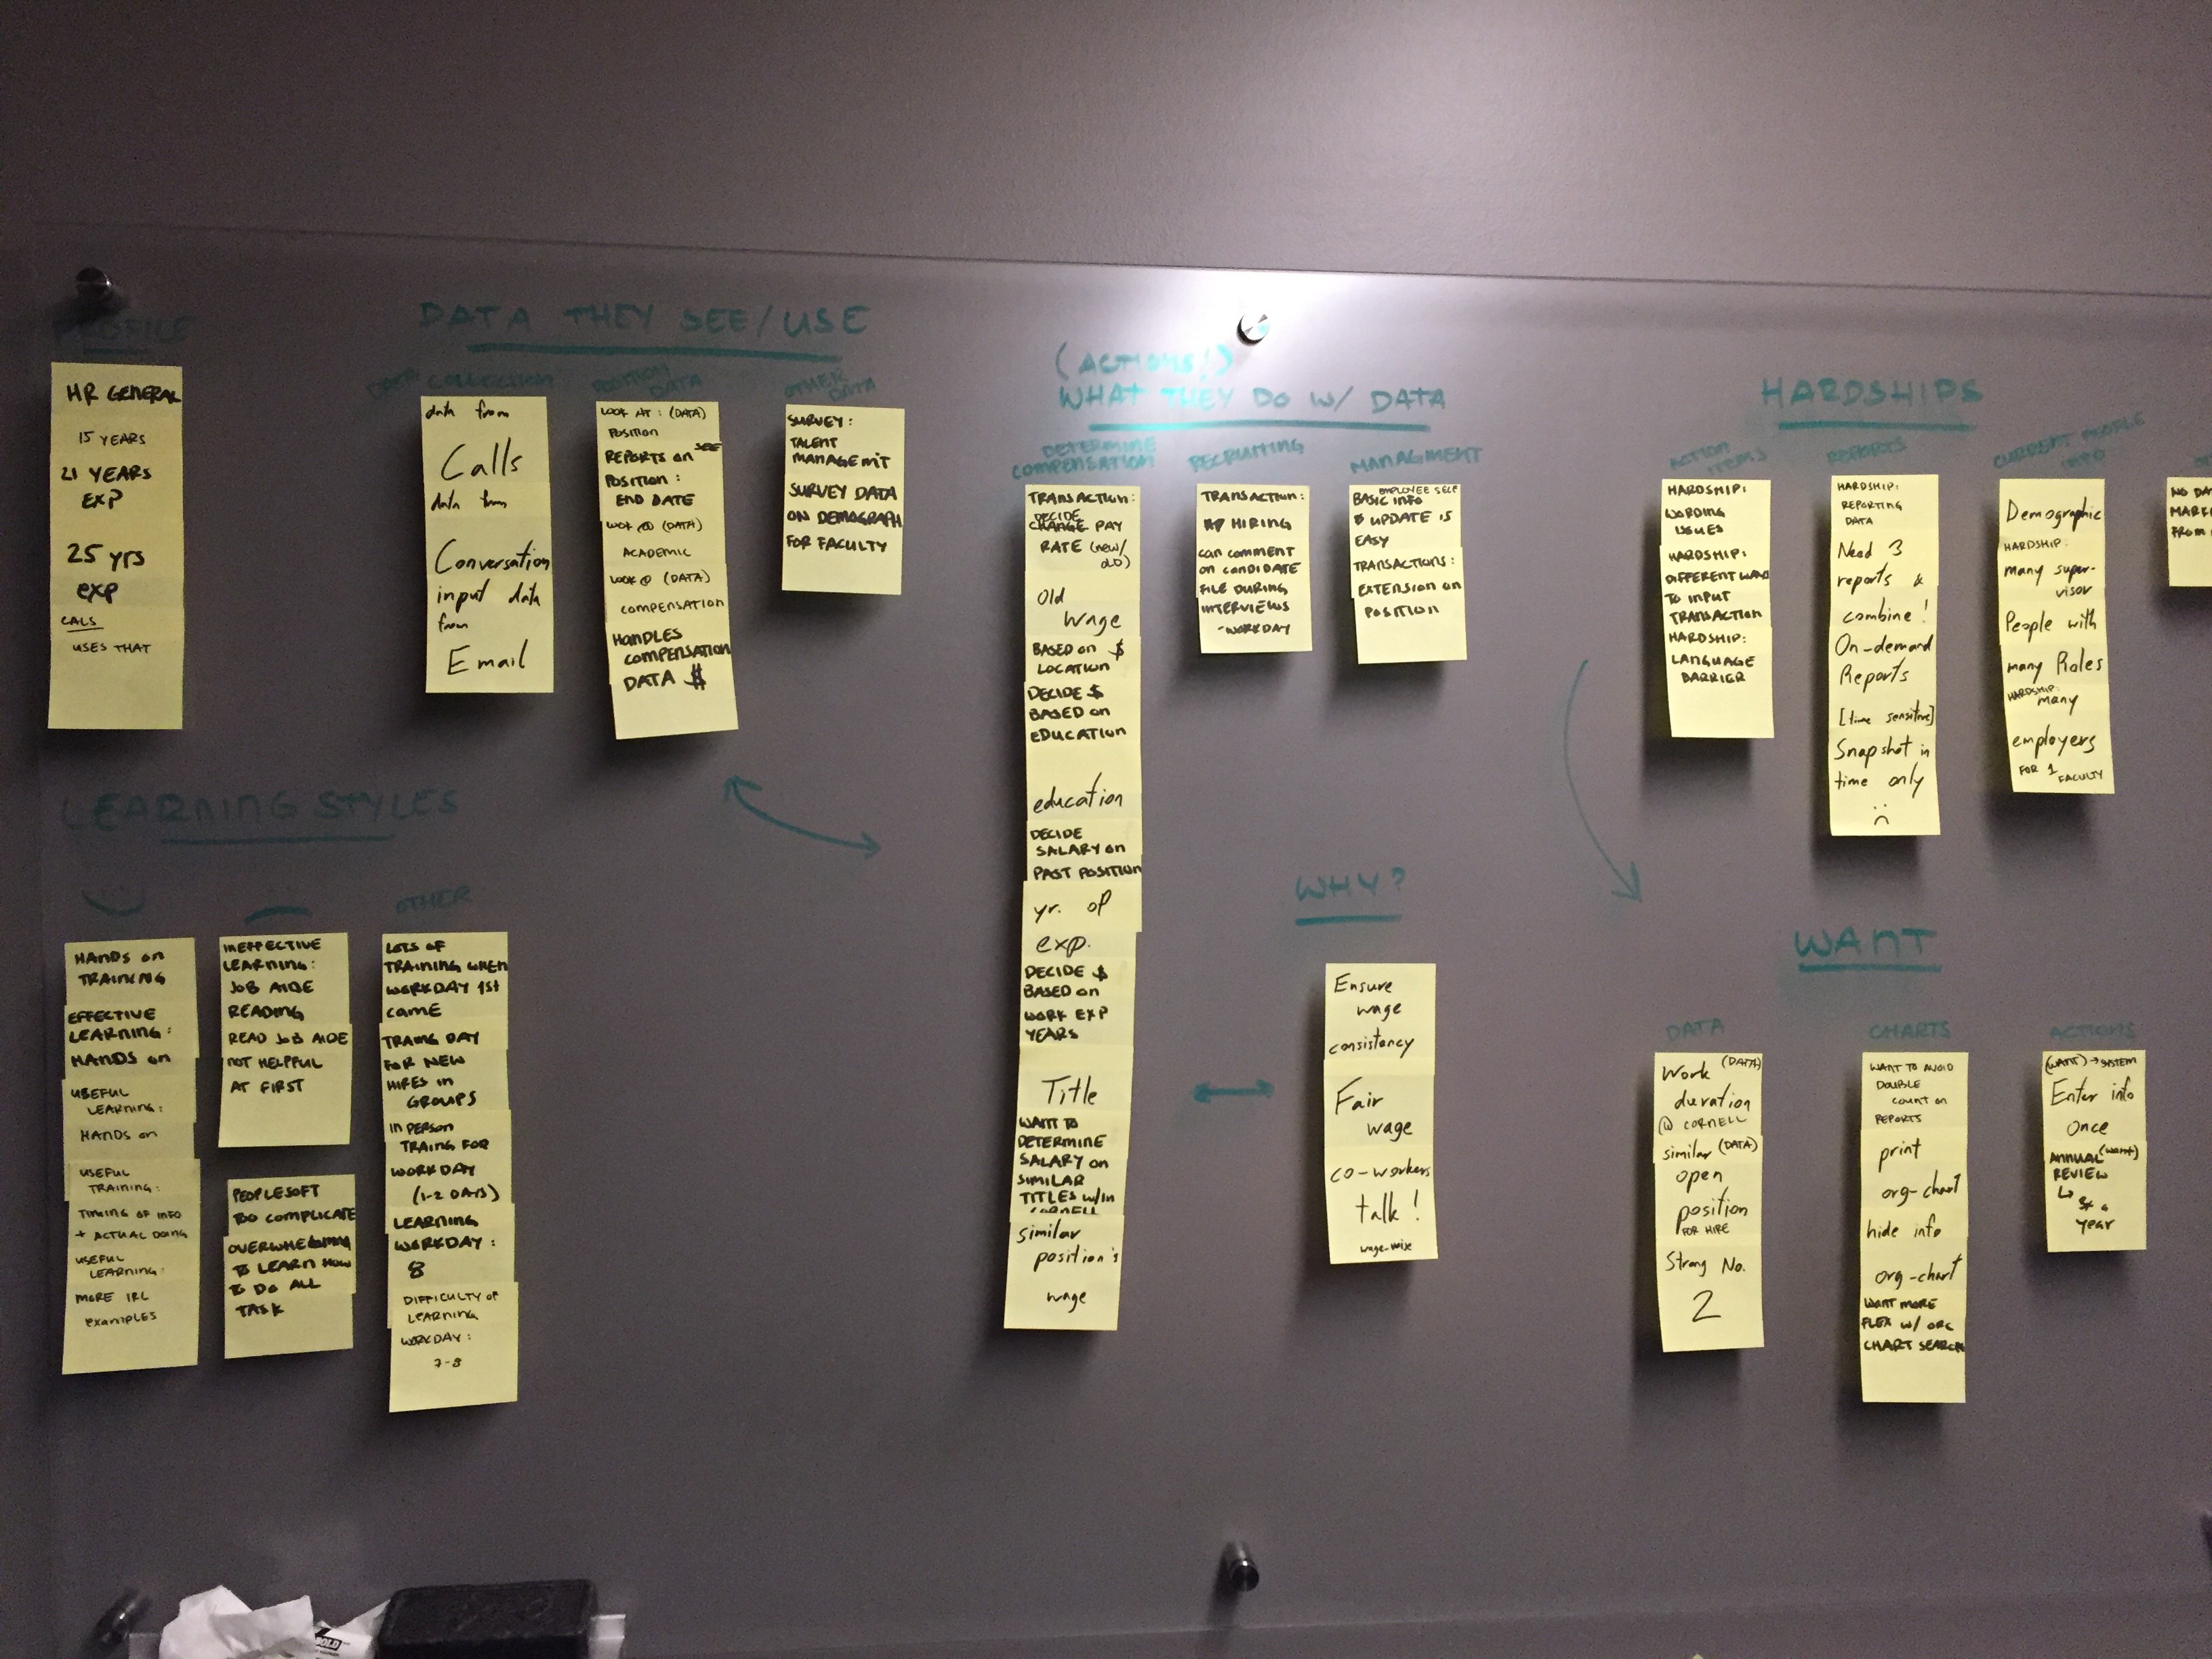 PROFILE
HR GENERAL
15 YEARS
21 YEARS
EXP
25 yrs
exp
CALS
USES THAT
DATA THEY SEE/USE
DATA COLLECTION
data from
Calls
data from
Conversation
input data
from
Email
POSITION
DATA
LOOK AT: (DATA)
POSITION
SEE
REPORTS on
POSITION:
END DATE
LOOK @ (DATA)
ACADEMIC
LOOK @ (DATA)
COMPENSATION
HANDLES
COMPENSATION
DATA $
OTHER
DATA
SURVEY:
TALENT
MANAGEMIT
SURVEY DATA
ON DEMOGRAPH
FOR FACULTY
(ACTIONS!)
WHAT THEY DO W/ DATA
DETERMINE
COMPENSATION
TRANSACTION:
DECIDE
CHANGE PAY
RATE (new/
OLD)
Old
Wage
BASED on $
LOCATION
DECIDE $
BASED on
EDUCATION
education
DECIDE
SALARY on
PAST POSITION
yr. of
exp.
DECIDE $
BASED on
WORK EXP
YEARS
Title
WANT TO
DETERMINE
SALARY on
SIMILAR
TITLES w/in
CORNELL
similar
position's
wage
RECRUITING
TRANSACTION:
HIRING
can comment
on candidate
FILE DURING
INTERVIEWS
-WORKDAY
MANAGMENT
EMPLOYEE SELF
BASIC INFO
& UPDATE IS
EASY
TRANSACTIONS:
EXTENSION on
POSITION
WHY?
Ensure
wage
consistency
Fair
wage
co-workers
talk!
wage-wise
HARDSHIPS
ACTION
ITEMS
HARDSHIP:
WORDING
ISSUES
HARDSHIP:
DIFFERENT WAYS
TO INPUT
TRANSACTION
HARDSHIP:
LANGUAGE
BARRIER
REPORTS
HARDSHIP:
REPORTING
DATA
Need 3
reports &
combine!
On-demand
Reports
[time sensitive]
Snapshot in
time only
CURRENT PEOPLE
INFO
Demographic
HARDSHIP:
many super-
visor
People with
many Roles
HARDSHIP:
many
employers
FOR 1 FACULTY
NO DA
MARK
FROM
WANT
DATA
Work (DATA)
duration
@ CORNELL
similar (DATA)
open
position
FOR HIRE
Strong No.
2
CHARTS
WANT TO AVOID
DOUBLE
count on
REPORTS
print
org-chart
hide info
org-chart
WANT MORE
FLEX w/ ORG
CHART SEARCH
ACTIONS
(WANT) → SYSTEM
Enter info
Once
ANNUAL (want)
REVIEW
year
LEARNING STYLES
HANDS on
TRAINING
EFFECTIVE
LEARNING:
HANDS on
USEFUL
LEARNING:
HANDS on
USEFUL
TRAINING:
TIMING OF INFO
+ ACTUAL DOING
USEFUL
LEARNING:
MORE IRL
examples
INEFFECTIVE
LEARNING:
JOB AIDE
READING
READ JOB AIDE
NOT HELPFUL
AT FIRST
PEOPLESOFT
TOO COMPLICATE
OVERWHELMING
TO LEARN HOW
TO DO ALL
TASK
OTHER
LOTS OF
TRAINING WHEN
WORKDAY 1st
CAME
TRAING DAY
FOR NEW
HIRES in
GROUPS
IN PERSON
TRAING FOR
WORKDAY
(1-2 DAYS)
LEARNING
WORKDAY:
8
DIFFICULTY OF
LEARNING
WORKDAY:
7-8